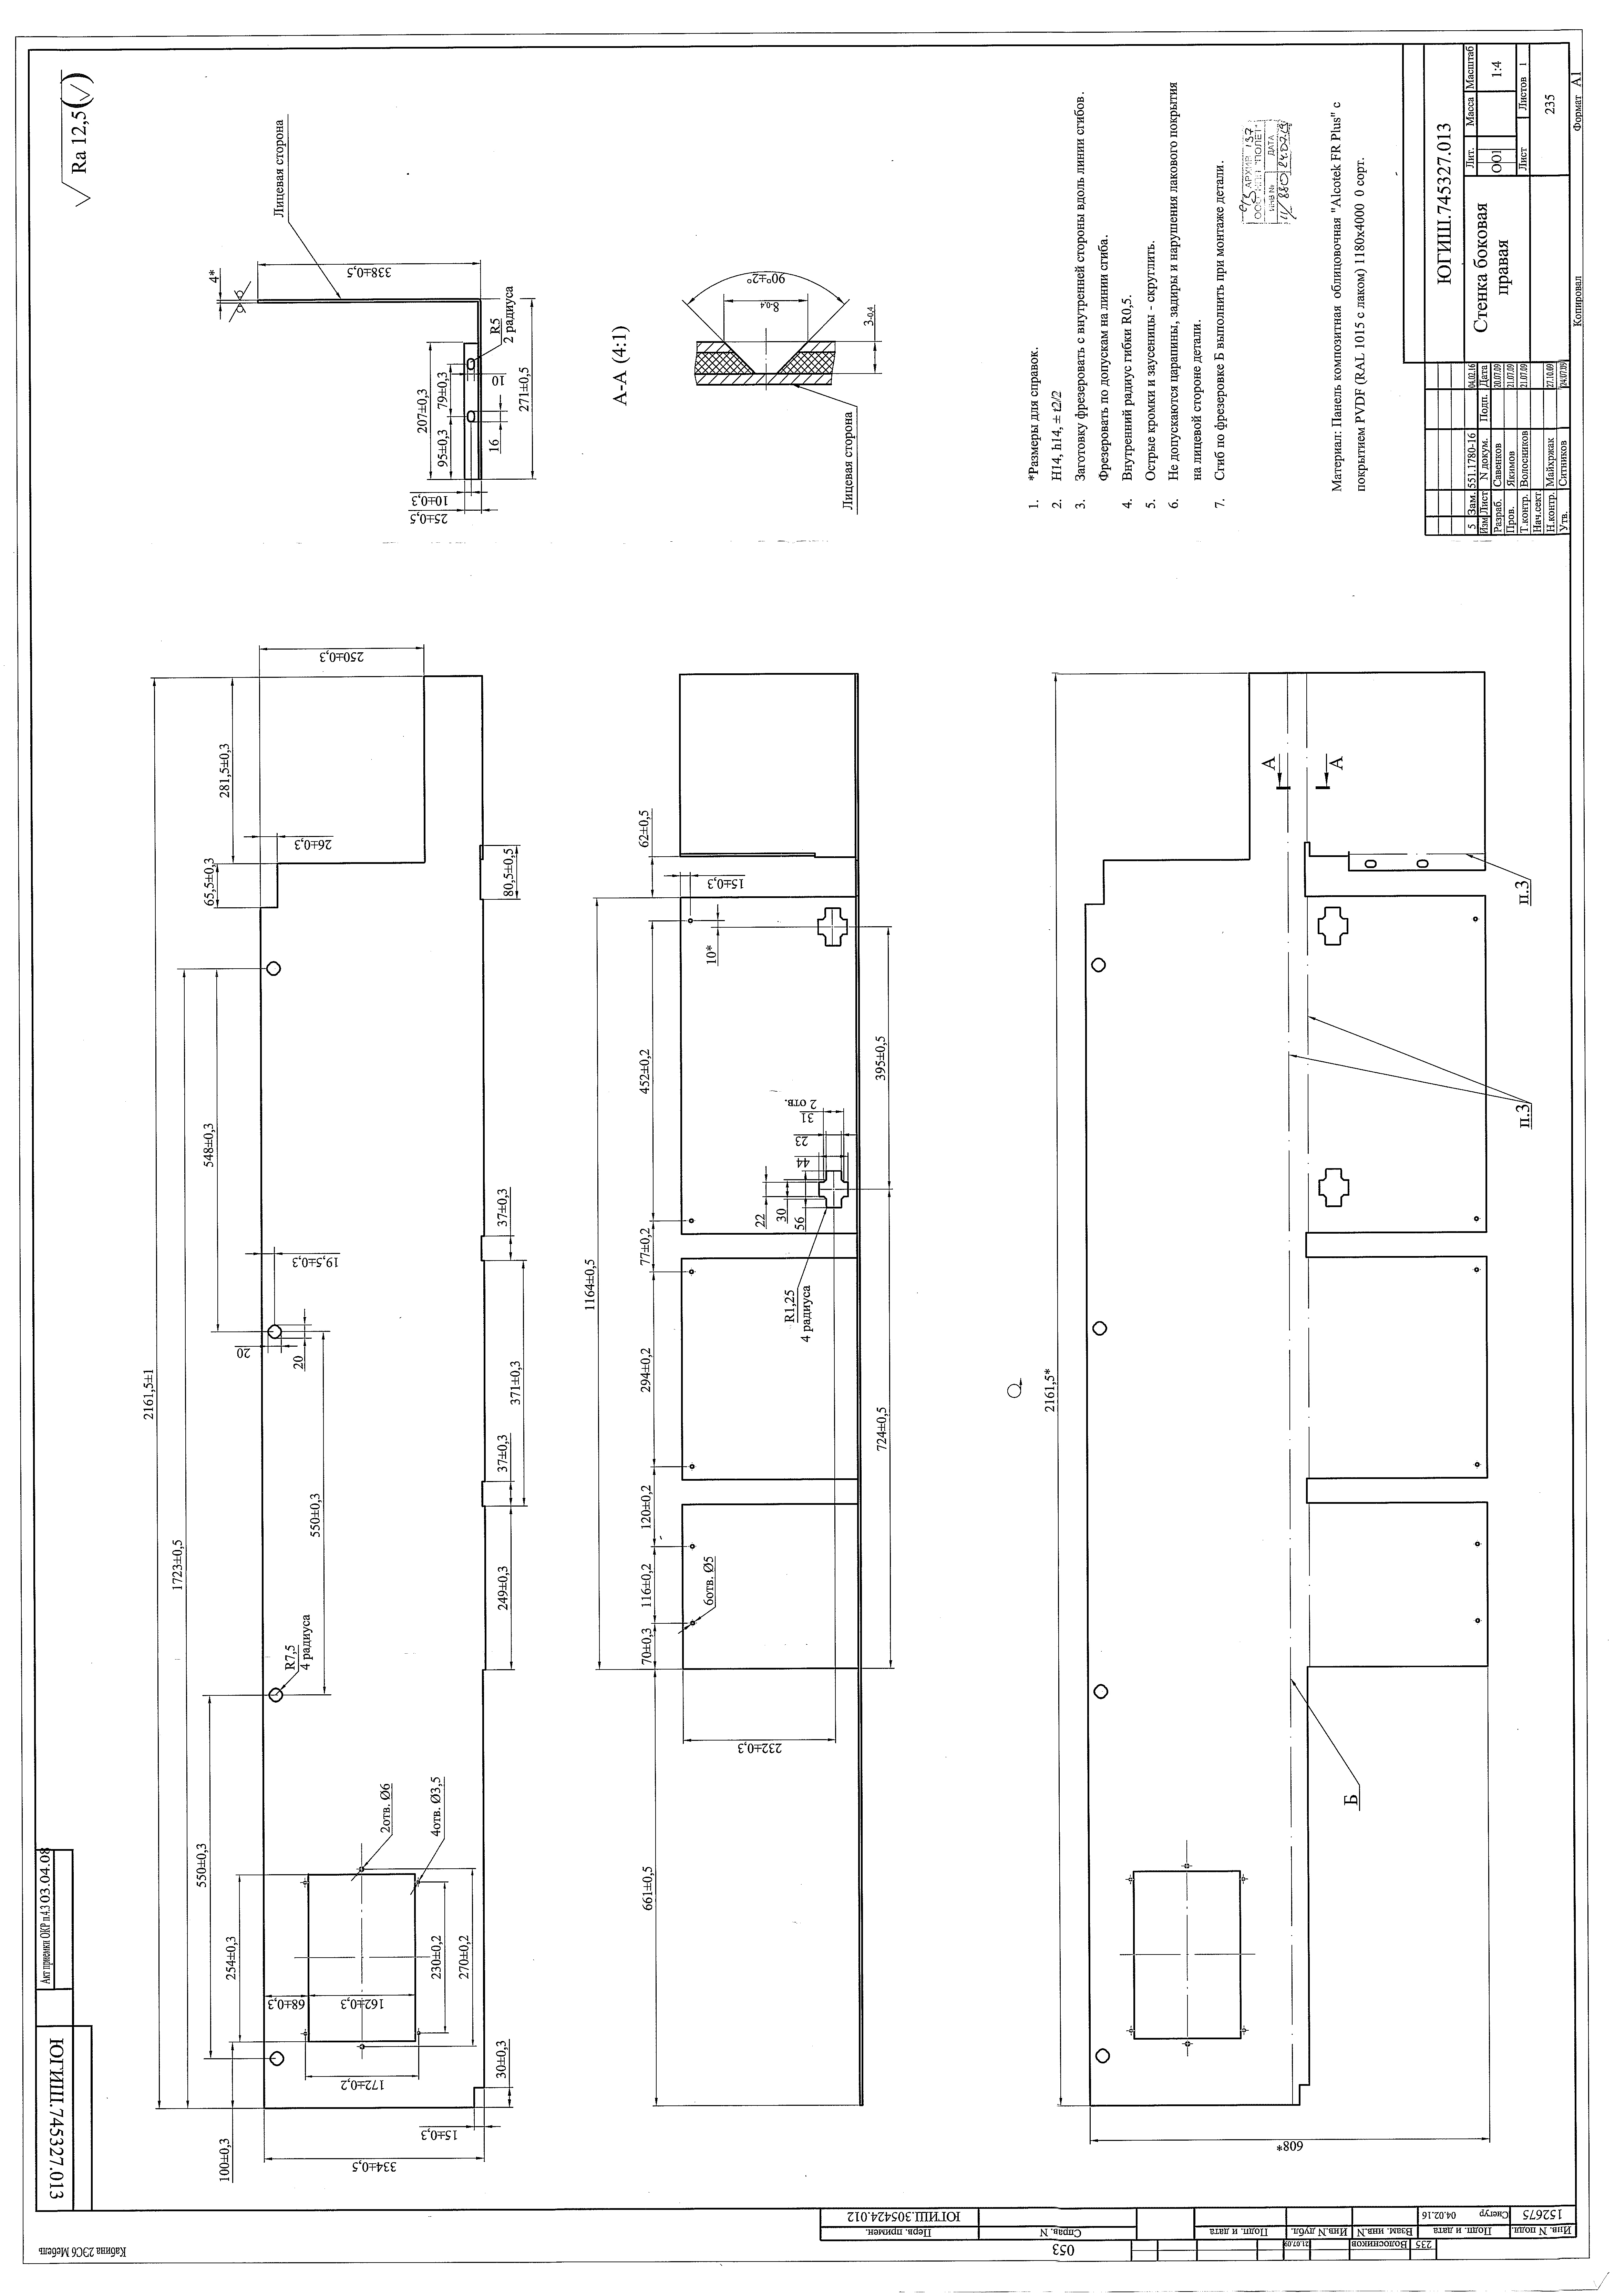 Кабина 2ЭС6 Мебель
Акт приемки ОКР п.4.3 03.04.08
ЮГИШ.745327.013
Ra 12,5(√)
2161,5±1
1723±0,5
548±0,3
550±0,3
550±0,3
65,5±0,3
281,5±0,3
26±0,3
250±0,3
254±0,3
100±0,3
20
20
19,5±0,3
R7,5
4 радиуса
2отв. Ø6
4отв. Ø3,5
68±0,3
162±0,3
172±0,2
230±0,2
270±0,2
30±0,3
15±0,3
334±0,5
249±0,3
37±0,3
371±0,3
37±0,3
80,5±0,5
4*
Лицевая сторона
338±0,5
207±0,3
95±0,3
79±0,3
R5
2 радиуса
10
16
271±0,5
10±0,3
25±0,5
1164±0,5
661±0,5
70±0,3
116±0,2
120±0,2
294±0,2
77±0,2
452±0,2
62±0,5
15±0,3
10*
6отв. Ø5
232±0,3
R1,25
4 радиуса
22
30
56
44
23
31
2 отв.
724±0,5
395±0,5
А-А (4:1)
90°±2°
8-0,4
3-0,4
Лицевая сторона
2161,5*
608*
Б
А
А
п.3
п.3
1. *Размеры для справок.
2. H14, h14, ± t2/2
3. Заготовку фрезеровать с внутренней стороны вдоль линии сгибов.
Фрезеровать по допускам на линии сгиба.
4. Внутренний радиус гибки R0,5.
5. Острые кромки и заусеницы - скруглить.
6. Не допускаются царапины, задиры и нарушения лакового покрытия
на лицевой стороне детали.
7. Сгиб по фрезеровке Б выполнить при монтаже детали.
АРХИВ 137
"ПОЛЕТ"
ИНВ № ДАТА
24.07.19
Материал: Панель композитная облицовочная "Alcotek FR Plus" с
покрытием PVDF (RAL 1015 с лаком) 1180х4000 0 сорт.
ЮГИШ.745327.013
Стенка боковая
правая
Лит. Масса Масштаб
ОО1 1:4
Лист Листов 1
235
5 Зам. 551.1780-16 04.02.16
Изм Лист N докум. Подп. Дата
Разраб. Савенков 20.07.09
Пров. Якимов 21.07.09
Т.контр. Волосников 21.07.09
Нач.сект.
Н.контр. Майхржак 27.10.09
Утв. Ситников 24.07.09
Копировал
Формат А1
Перв. примен.
ЮГИШ.305424.012
Справ. N
053
Подп. и дата
Инв.N дубл.
21.07.09
Взам. инв.N
Волосников
Подп. и дата
Снегур 04.02.16
235
Инв. N подл.
152675